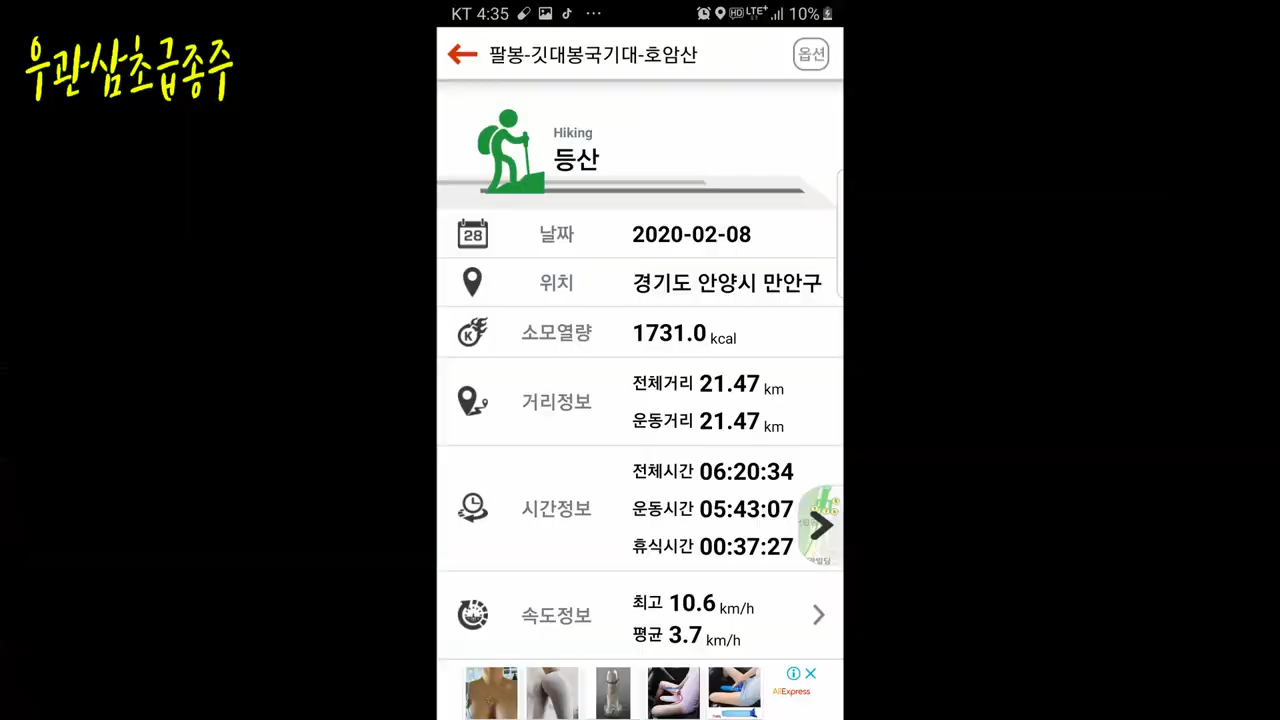 우관삼초급종주
KT 4:35 ··· HD LTE+ 10%
팔봉-깃대봉국기대-호암산 옵션
Hiking
등산
28 날짜 2020-02-08
위치 경기도 안양시 만안구
K 소모열량 1731.0 kcal
거리정보
전체거리 21.47 km
운동거리 21.47 km
시간정보
전체시간 06:20:34
운동시간 05:43:07
휴식시간 00:37:27
속도정보
최고 10.6 km/h
평균 3.7 km/h
AliExpress